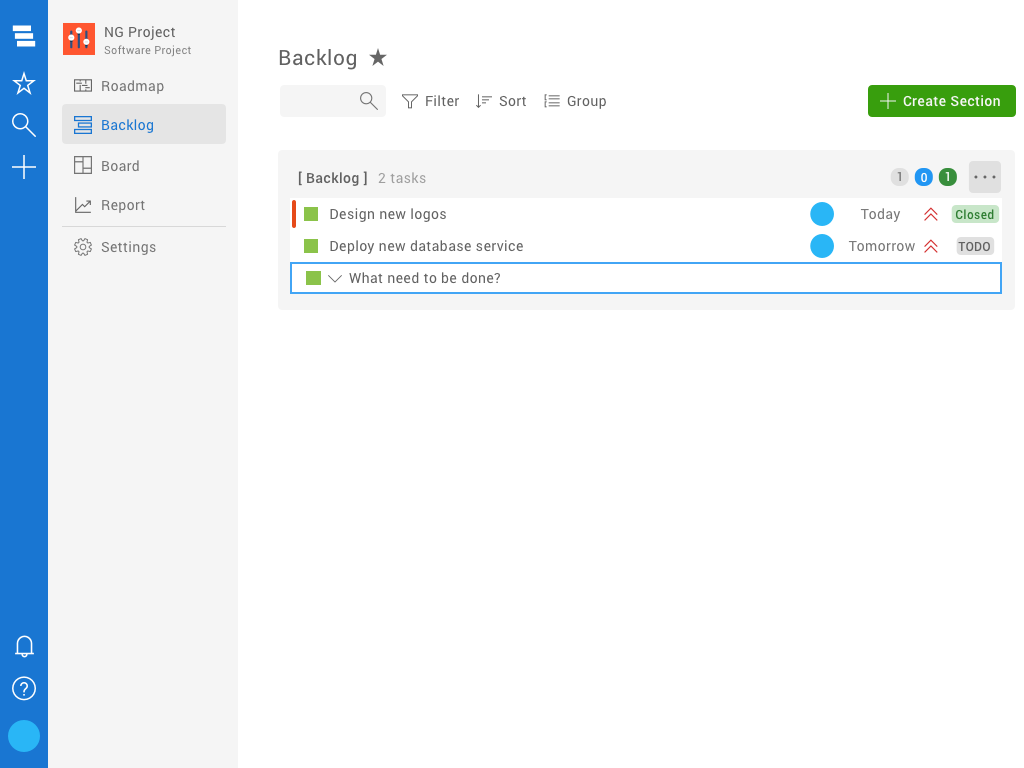 NG Project
Software Project
Roadmap
Backlog
Board
Report
Settings
Backlog
Filter Sort Group
Create Section
[ Backlog ] 2 tasks 1 0 1
Design new logos Today Closed
Deploy new database service Tomorrow TODO
What need to be done?
?